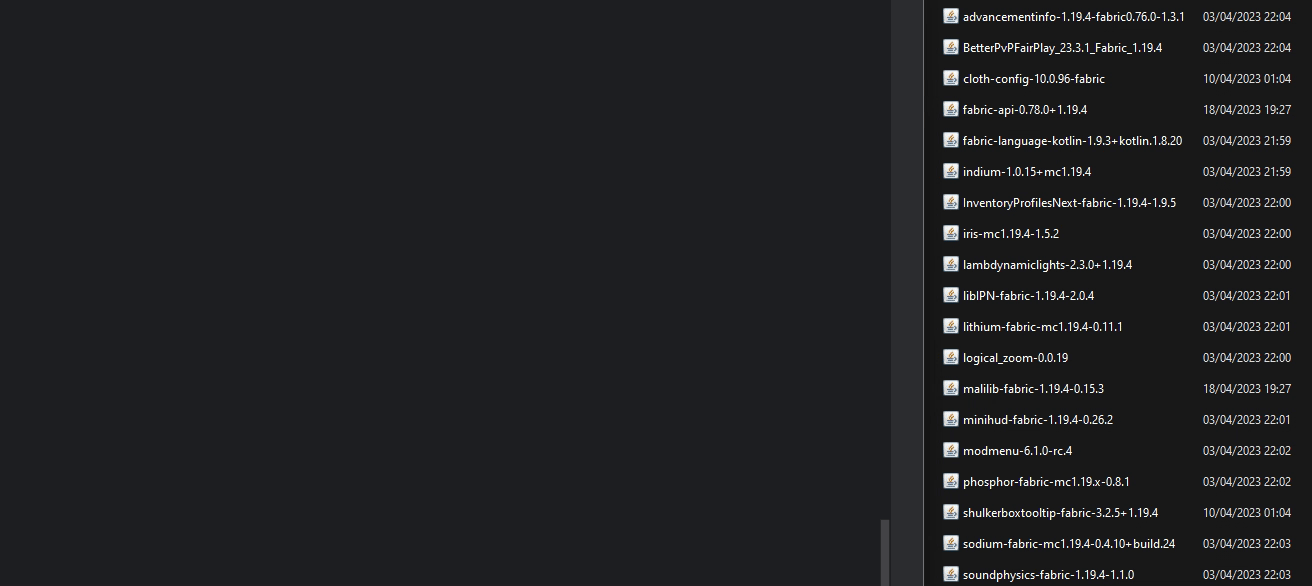 advancementinfo-1.19.4-fabric0.76.0-1.3.1 03/04/2023 22:04
BetterPvPFairPlay_23.3.1_Fabric_1.19.4 03/04/2023 22:04
cloth-config-10.0.96-fabric 10/04/2023 01:04
fabric-api-0.78.0+1.19.4 18/04/2023 19:27
fabric-language-kotlin-1.9.3+kotlin.1.8.20 03/04/2023 21:59
indium-1.0.15+mc1.19.4 03/04/2023 21:59
InventoryProfilesNext-fabric-1.19.4-1.9.5 03/04/2023 22:00
iris-mc1.19.4-1.5.2 03/04/2023 22:00
lambdynamiclights-2.3.0+1.19.4 03/04/2023 22:00
libIPN-fabric-1.19.4-2.0.4 03/04/2023 22:01
lithium-fabric-mc1.19.4-0.11.1 03/04/2023 22:01
logical_zoom-0.0.19 03/04/2023 22:00
malilib-fabric-1.19.4-0.15.3 18/04/2023 19:27
minihud-fabric-1.19.4-0.26.2 03/04/2023 22:01
modmenu-6.1.0-rc.4 03/04/2023 22:02
phosphor-fabric-mc1.19.x-0.8.1 03/04/2023 22:02
shulkerboxtooltip-fabric-3.2.5+1.19.4 10/04/2023 01:04
sodium-fabric-mc1.19.4-0.4.10+build.24 03/04/2023 22:03
soundphysics-fabric-1.19.4-1.1.0 03/04/2023 22:03